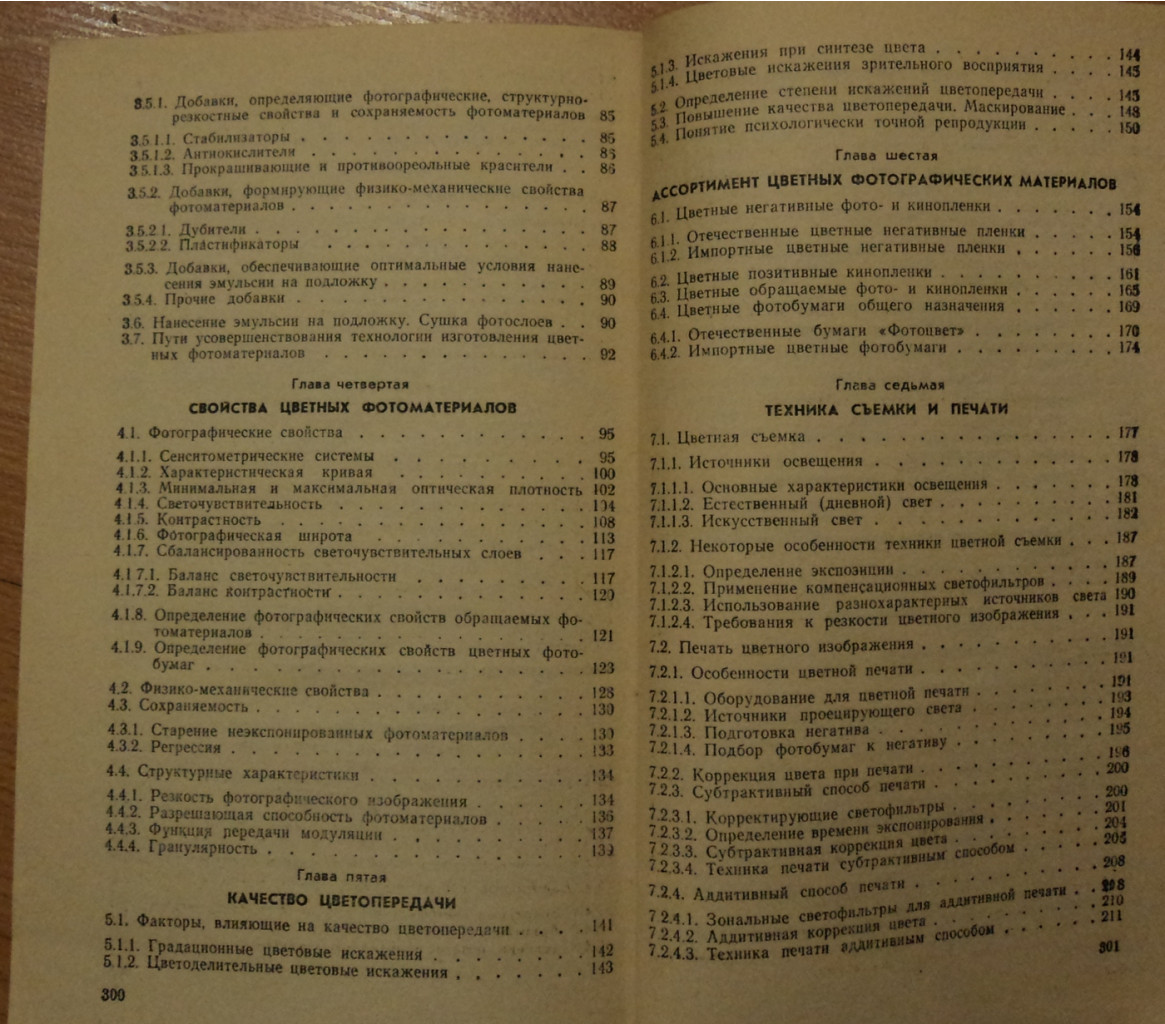 3.5.1. Добавки, определяющие фотографические, структурно-
резкостные свойства и сохраняемость фотоматериалов 85
3.5.1.1. Стабилизаторы . . . . . . . . . . . . . . 85
3.5.1.2. Антиокислители . . . . . . . . . . . . . 85
3.5.1.3. Прокрашивающие и противоореольные красители . . 86
3.5.2. Добавки, формирующие физико-механические свойства
фотоматериалов . . . . . . . . . . . . . . . 87
3.5.2.1. Дубители . . . . . . . . . . . . . . . . 87
3.5.2.2. Пластификаторы . . . . . . . . . . . . . 88
3.5.3. Добавки, обеспечивающие оптимальные условия нане-
сения эмульсии на подложку . . . . . . . . . . . 89
3.5.4. Прочие добавки . . . . . . . . . . . . . . . 90
3.6. Нанесение эмульсии на подложку. Сушка фотослоев . . 90
3.7. Пути усовершенствования технологии изготовления цвет-
ных фотоматериалов . . . . . . . . . . . . . . 92
Глава четвертая
СВОЙСТВА ЦВЕТНЫХ ФОТОМАТЕРИАЛОВ
4.1. Фотографические свойства . . . . . . . . . . . . 95
4.1.1. Сенситометрические системы . . . . . . . . . . 95
4.1.2. Характеристическая кривая . . . . . . . . . . 100
4.1.3. Минимальная и максимальная оптическая плотность 102
4.1.4. Светочувствительность . . . . . . . . . . . . . 104
4.1.5. Контрастность . . . . . . . . . . . . . . . . 108
4.1.6. Фотографическая широта . . . . . . . . . . . 113
4.1.7. Сбалансированность светочувствительных слоев . . . 117
4.1.7.1. Баланс светочувствительности . . . . . . . . . 117
4.1.7.2. Баланс контрастности . . . . . . . . . . . . . 120
4.1.8. Определение фотографических свойств обращаемых фо-
томатериалов . . . . . . . . . . . . . . . . 121
4.1.9. Определение фотографических свойств цветных фото-
бумаг . . . . . . . . . . . . . . . . . . . 123
4.2. Физико-механические свойства . . . . . . . . . . . 128
4.3. Сохраняемость . . . . . . . . . . . . . . . . . 130
4.3.1. Старение неэкспонированных фотоматериалов . . . . 130
4.3.2. Регрессия . . . . . . . . . . . . . . . . . . 133
4.4. Структурные характеристики . . . . . . . . . . . . 134
4.4.1. Резкость фотографического изображения . . . . . . 134
4.4.2. Разрешающая способность фотоматериалов . . . . . 136
4.4.3. Функция передачи модуляции . . . . . . . . . . 137
4.4.4. Гранулярность . . . . . . . . . . . . . . . . 139
Глава пятая
КАЧЕСТВО ЦВЕТОПЕРЕДАЧИ
5.1. Факторы, влияющие на качество цветопередачи . . . . 141
5.1.1. Градационные цветовые искажения . . . . . . . . 142
5.1.2. Цветоделительные цветовые искажения . . . . . . . 143
300
5.1.3. Искажения при синтезе цвета . . . . . . . . . . 144
5.1.4. Цветовые искажения зрительного восприятия . . . . 145
5.2. Определение степени искажений цветопередачи . . . . 145
5.3. Повышение качества цветопередачи. Маскирование . . . 148
5.4. Понятие психологически точной репродукции . . . . . 150
Глава шестая
АССОРТИМЕНТ ЦВЕТНЫХ ФОТОГРАФИЧЕСКИХ МАТЕРИАЛОВ
6.1. Цветные негативные фото- и кинопленки . . . . . . . 154
6.1.1. Отечественные цветные негативные пленки . . . . . 154
6.1.2. Импортные цветные негативные пленки . . . . . . 156
6.2. Цветные позитивные кинопленки . . . . . . . . . . 161
6.3. Цветные обращаемые фото- и кинопленки . . . . . . 165
6.4. Цветные фотобумаги общего назначения . . . . . . . 169
6.4.1. Отечественные бумаги «Фотоцвет» . . . . . . . . 170
6.4.2. Импортные цветные фотобумаги . . . . . . . . . 174
Глава седьмая
ТЕХНИКА СЪЕМКИ И ПЕЧАТИ
7.1. Цветная съемка . . . . . . . . . . . . . . . . 177
7.1.1. Источники освещения . . . . . . . . . . . . . 178
7.1.1.1. Основные характеристики освещения . . . . . . . 178
7.1.1.2. Естественный (дневной) свет . . . . . . . . . . 181
7.1.1.3. Искусственный свет . . . . . . . . . . . . . 182
7.1.2. Некоторые особенности техники цветной съемки . . . 187
7.1.2.1. Определение экспозиции . . . . . . . . . . . 187
7.1.2.2. Применение компенсационных светофильтров . . . . 189
7.1.2.3. Использование разнохарактерных источников света 190
7.1.2.4. Требования к резкости цветного изображения . . . 191
7.2. Печать цветного изображения . . . . . . . . . . . 191
7.2.1. Особенности цветной печати . . . . . . . . . . 191
7.2.1.1. Оборудование для цветной печати . . . . . . . . 191
7.2.1.2. Источники проецирующего света . . . . . . . . 193
7.2.1.3. Подготовка негатива . . . . . . . . . . . . . 194
7.2.1.4. Подбор фотобумаг к негативу . . . . . . . . . 195
7.2.2. Коррекция цвета при печати . . . . . . . . . . 196
7.2.3. Субтрактивный способ печати . . . . . . . . . . 200
7.2.3.1. Корректирующие светофильтры . . . . . . . . . 200
7.2.3.2. Определение времени экспонирования . . . . . . . 201
7.2.3.3. Субтрактивная коррекция цвета . . . . . . . . . 204
7.2.3.4. Техника печати субтрактивным способом . . . . . 205
7.2.4. Аддитивный способ печати . . . . . . . . . . . 208
7.2.4.1. Зональные светофильтры для аддитивной печати . . 208
7.2.4.2. Аддитивная коррекция цвета . . . . . . . . . . 210
7.2.4.3. Техника печати аддитивным способом . . . . . . 211
301